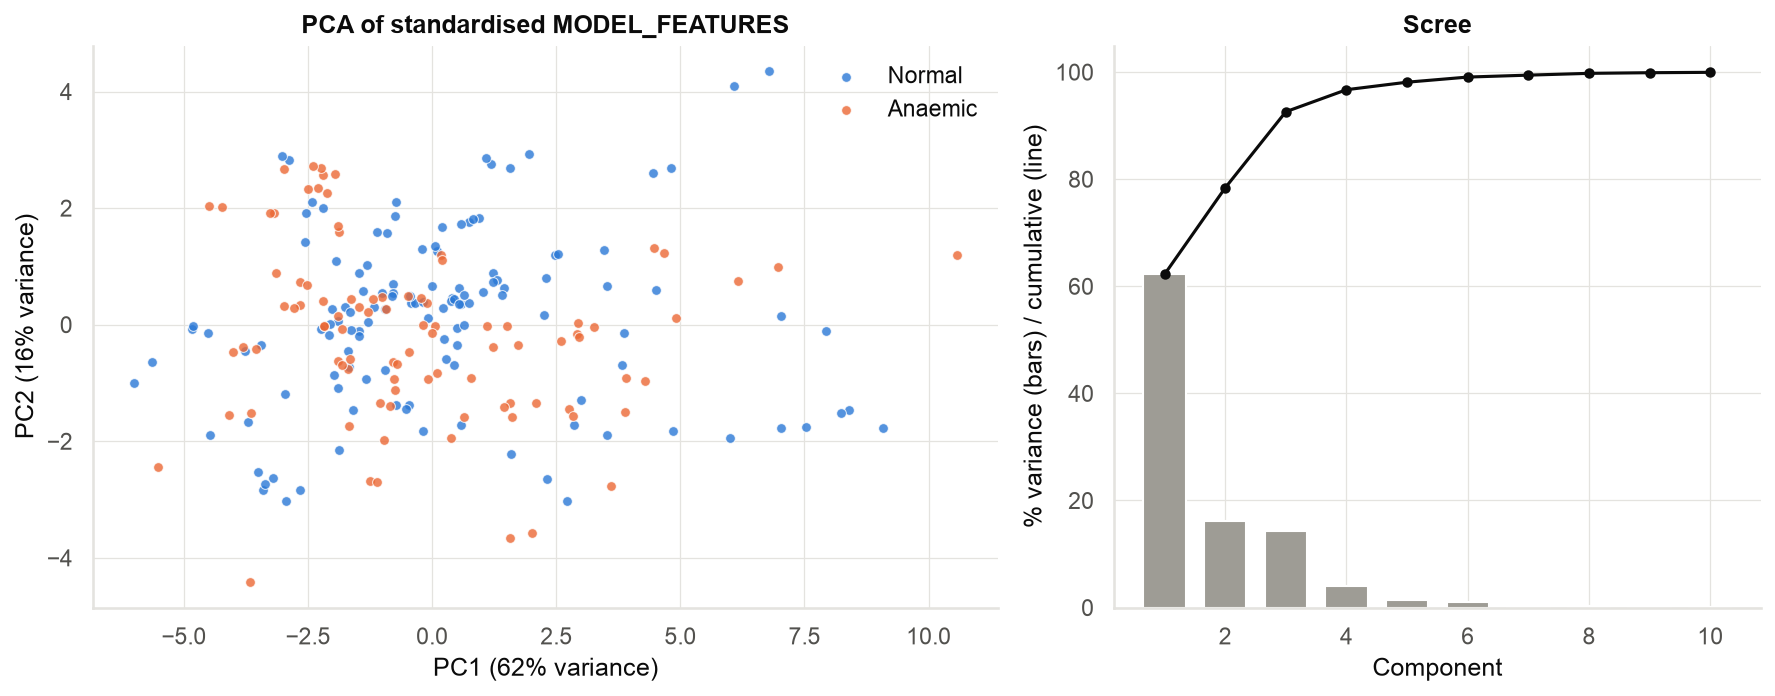 PCA of standardised MODEL_FEATURES
Normal
Anaemic
PC2 (16% variance)
4
2
0
−2
−4
−5.0
−2.5
0.0
2.5
5.0
7.5
10.0
PC1 (62% variance)
Scree
% variance (bars) / cumulative (line)
100
80
60
40
20
0
2
4
6
8
10
Component